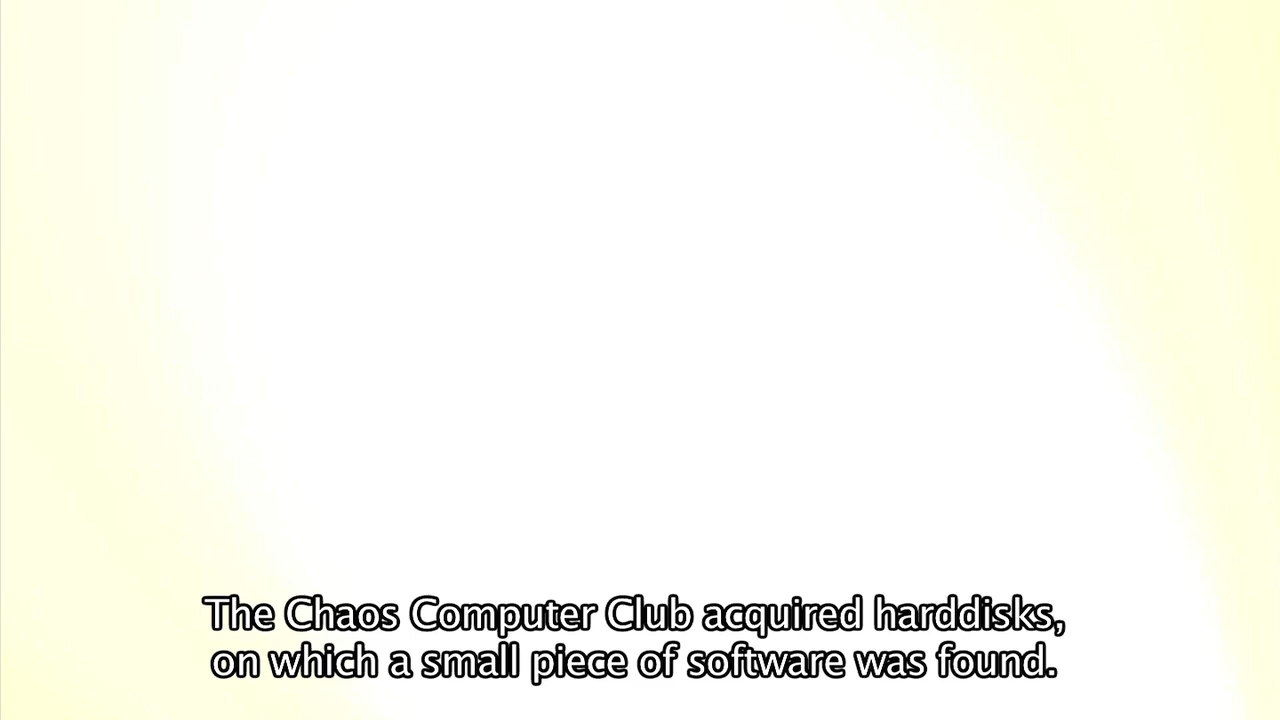 The Chaos Computer Club acquired harddisks,
on which a small piece of software was found.